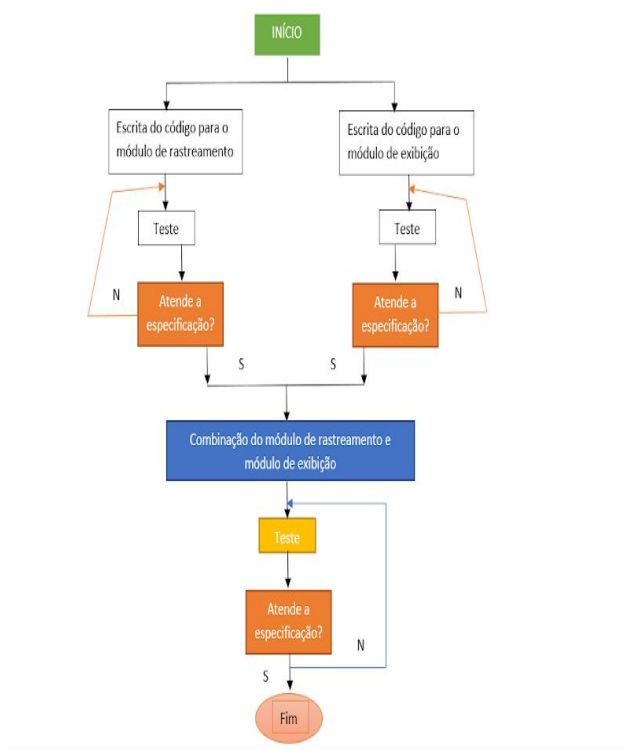 INÍCIO
Escrita do código para o
módulo de rastreamento
Escrita do código para o
módulo de exibição
Teste
Teste
N
Atende a
especificação?
Atende a
especificação?
N
S
S
Combinação do módulo de rastreamento e
módulo de exibição
Teste
Atende a
especificação?
N
S
Fim